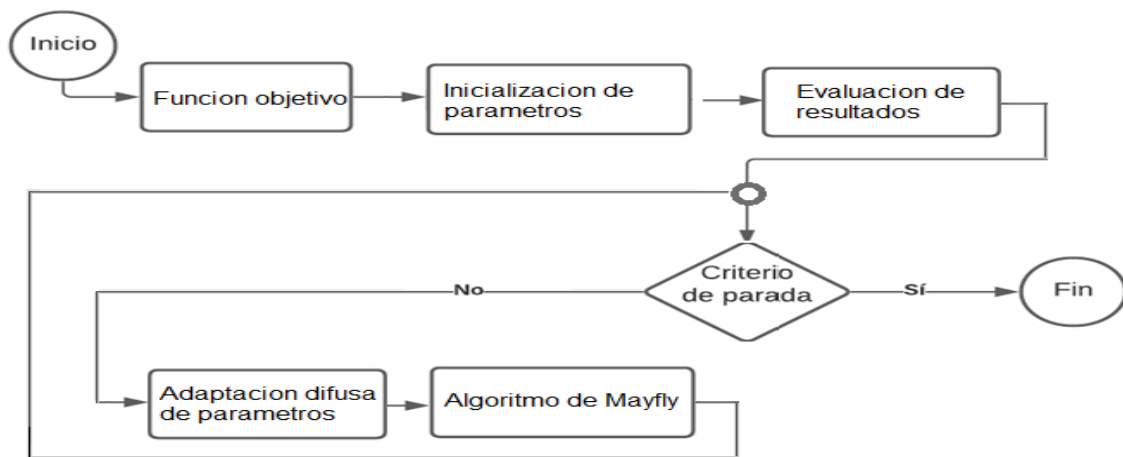 Inicio
Funcion objetivo
Inicializacion de
parametros
Evaluacion de
resultados
Criterio
de parada
No
Sí
Fin
Adaptacion difusa
de parametros
Algoritmo de Mayfly